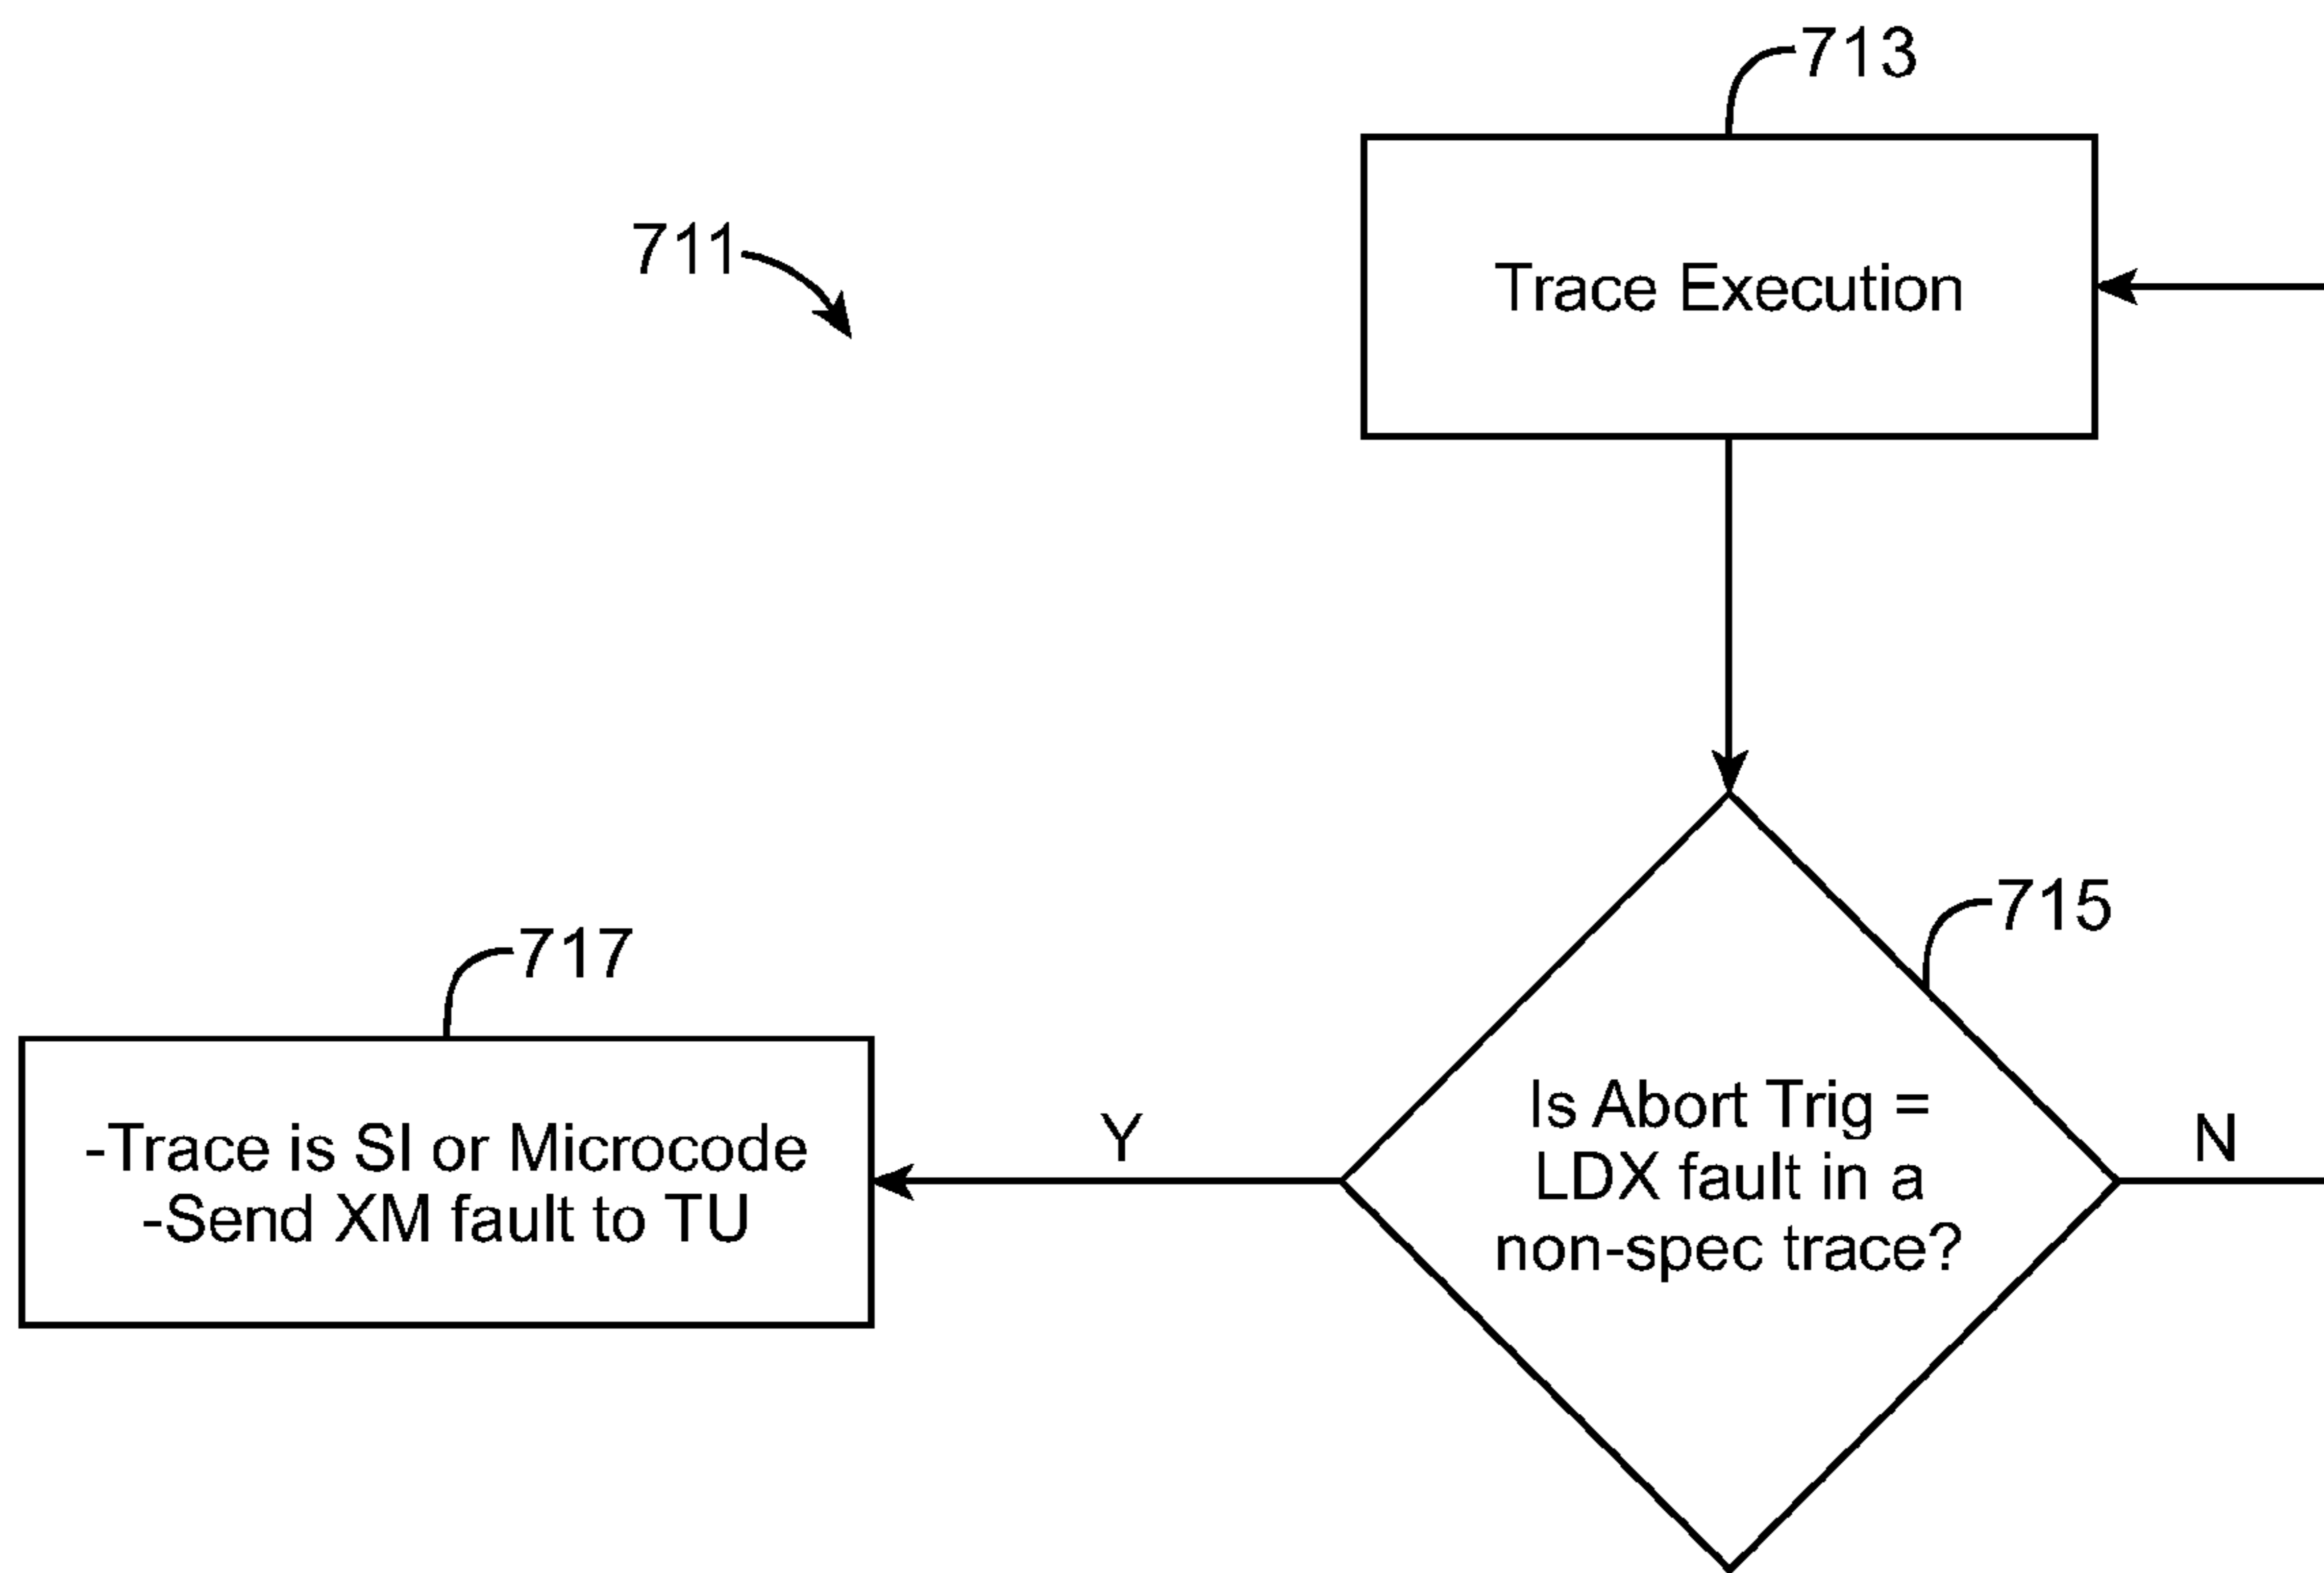 713
711
Trace Execution
715
717
Is Abort Trig =
LDX fault in a
non-spec trace?
Y
N
-Trace is SI or Microcode
-Send XM fault to TU